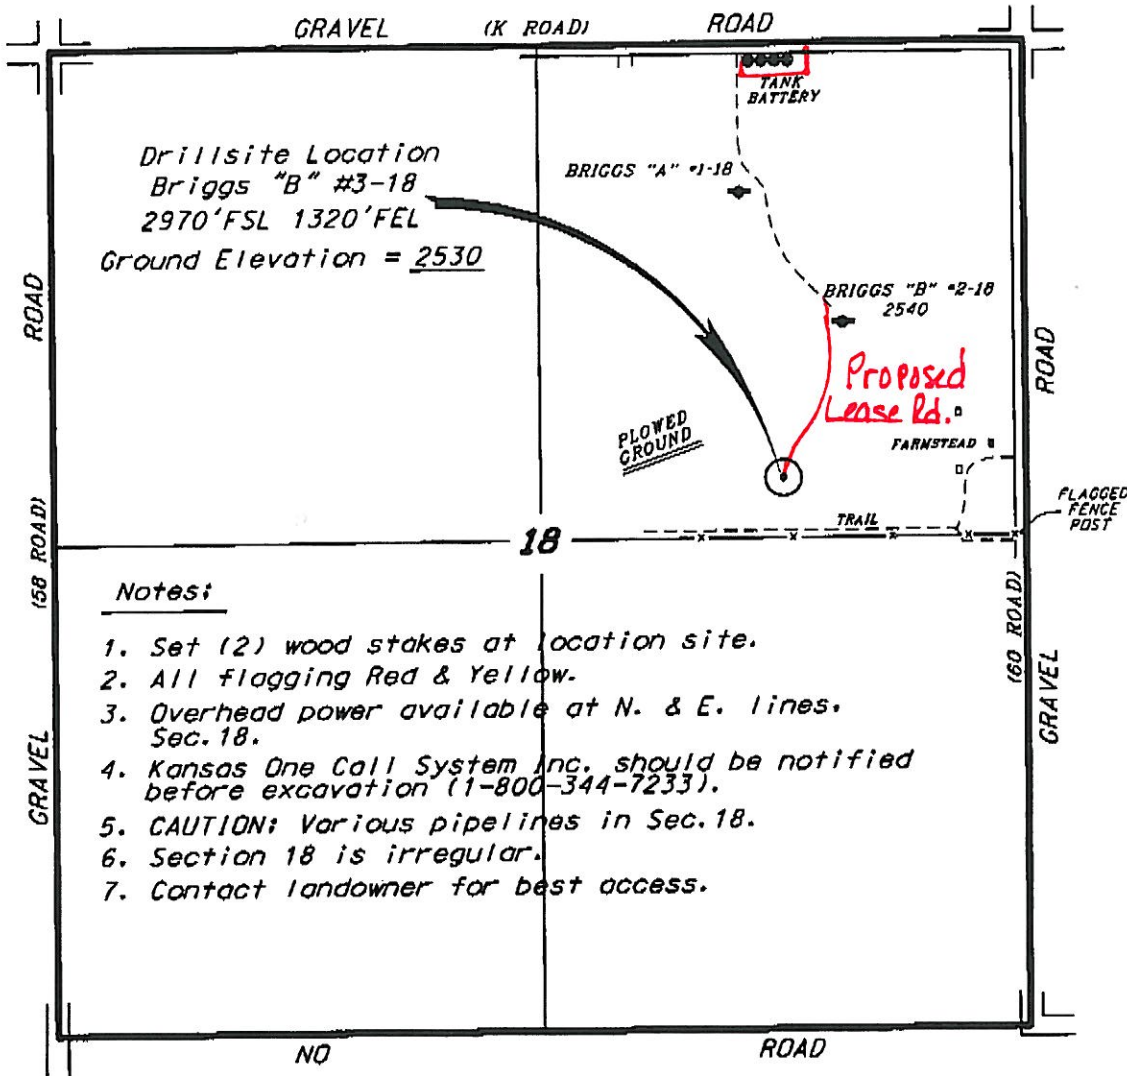 GRAVEL (K ROAD) ROAD
TANK
BATTERY
Drillsite Location
Briggs "B" #3-18
2970'FSL 1320'FEL
Ground Elevation = 2530
BRIGGS "A" #1-18
BRIGGS "B" #2-18
2540
Proposed
Lease Rd.
PLOWED
GROUND
FARMSTEAD
TRAIL
FLAGGED
FENCE
POST
18
ROAD
(58 ROAD)
GRAVEL
ROAD
(60 ROAD)
GRAVEL
Notes:
1. Set (2) wood stakes at location site.
2. All flagging Red & Yellow.
3. Overhead power available at N. & E. lines.
Sec.18.
4. Kansas One Call System Inc. should be notified
before excavation (1-800-344-7233).
5. CAUTION: Various pipelines in Sec.18.
6. Section 18 is irregular.
7. Contact landowner for best access.
NO ROAD